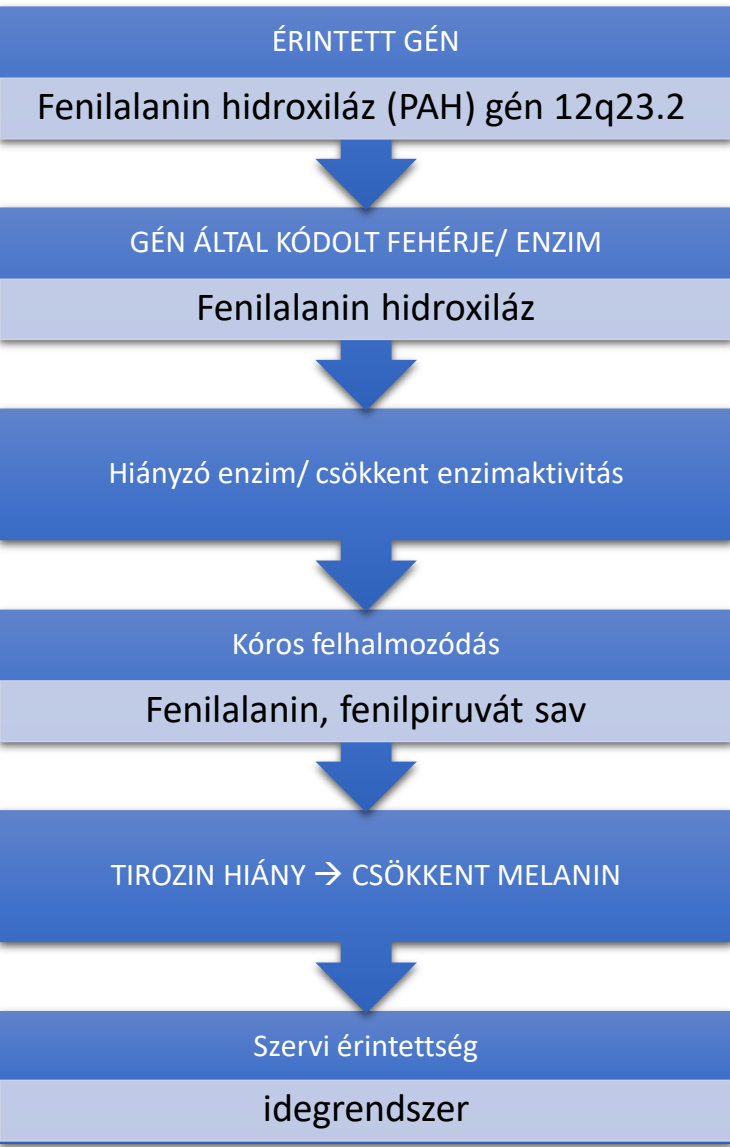 ÉRINTETT GÉN
Fenilalanin hidroxiláz (PAH) gén 12q23.2
GÉN ÁLTAL KÓDOLT FEHÉRJE/ ENZIM
Fenilalanin hidroxiláz
Hiányzó enzim/ csökkent enzimaktivitás
Kóros felhalmozódás
Fenilalanin, fenilpiruvát sav
TIROZIN HIÁNY → CSÖKKENT MELANIN
Szervi érintettség
idegrendszer